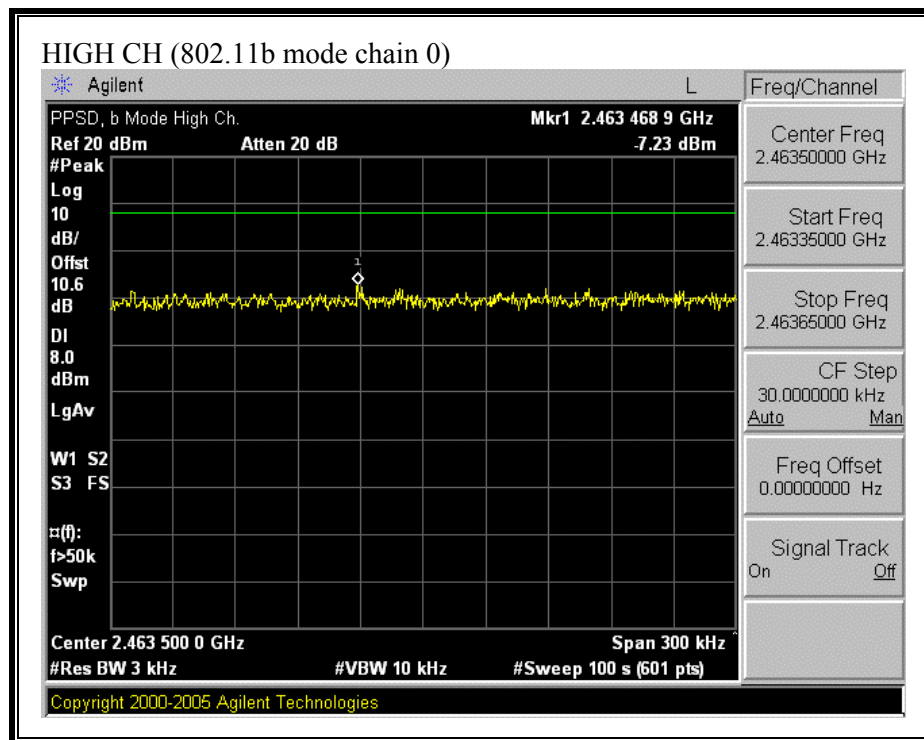 HIGH CH (802.11b mode chain 0)
Agilent L
PPSD, b Mode High Ch. Mkr1 2.463 468 9 GHz
Ref 20 dBm Atten 20 dB -7.23 dBm
#Peak
Log
10
dB/
Offst
10.6
dB
DI
8.0
dBm
LgAv
W1 S2
S3 FS
¤(f):
f>50k
Swp
1
Center 2.463 500 0 GHz Span 300 kHz
#Res BW 3 kHz #VBW 10 kHz #Sweep 100 s (601 pts)
Copyright 2000-2005 Agilent Technologies
Freq/Channel
Center Freq
2.46350000 GHz
Start Freq
2.46335000 GHz
Stop Freq
2.46365000 GHz
CF Step
30.0000000 kHz
Auto Man
Freq Offset
0.00000000 Hz
Signal Track
On Off